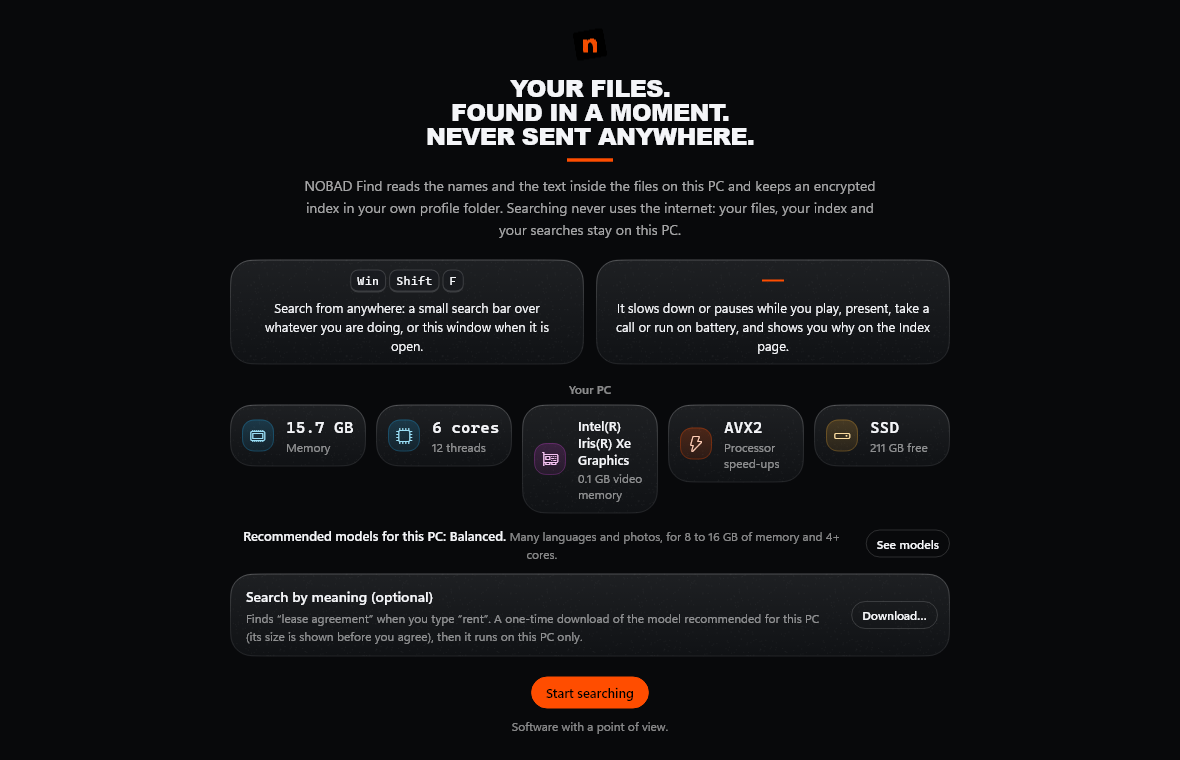 n
YOUR FILES.
FOUND IN A MOMENT.
NEVER SENT ANYWHERE.
NOBAD Find reads the names and the text inside the files on this PC and keeps an encrypted
index in your own profile folder. Searching never uses the internet: your files, your index and
your searches stay on this PC.
Win Shift F
Search from anywhere: a small search bar over
whatever you are doing, or this window when it is
open.
It slows down or pauses while you play, present, take a
call or run on battery, and shows you why on the Index
page.
Your PC
15.7 GB
Memory
6 cores
12 threads
Intel(R)
Iris(R) Xe
Graphics
0.1 GB video
memory
AVX2
Processor
speed-ups
SSD
211 GB free
Recommended models for this PC: Balanced. Many languages and photos, for 8 to 16 GB of memory and 4+
cores.
See models
Search by meaning (optional)
Finds “lease agreement” when you type “rent”. A one-time download of the model recommended for this PC
(its size is shown before you agree), then it runs on this PC only.
Download...
Start searching
Software with a point of view.